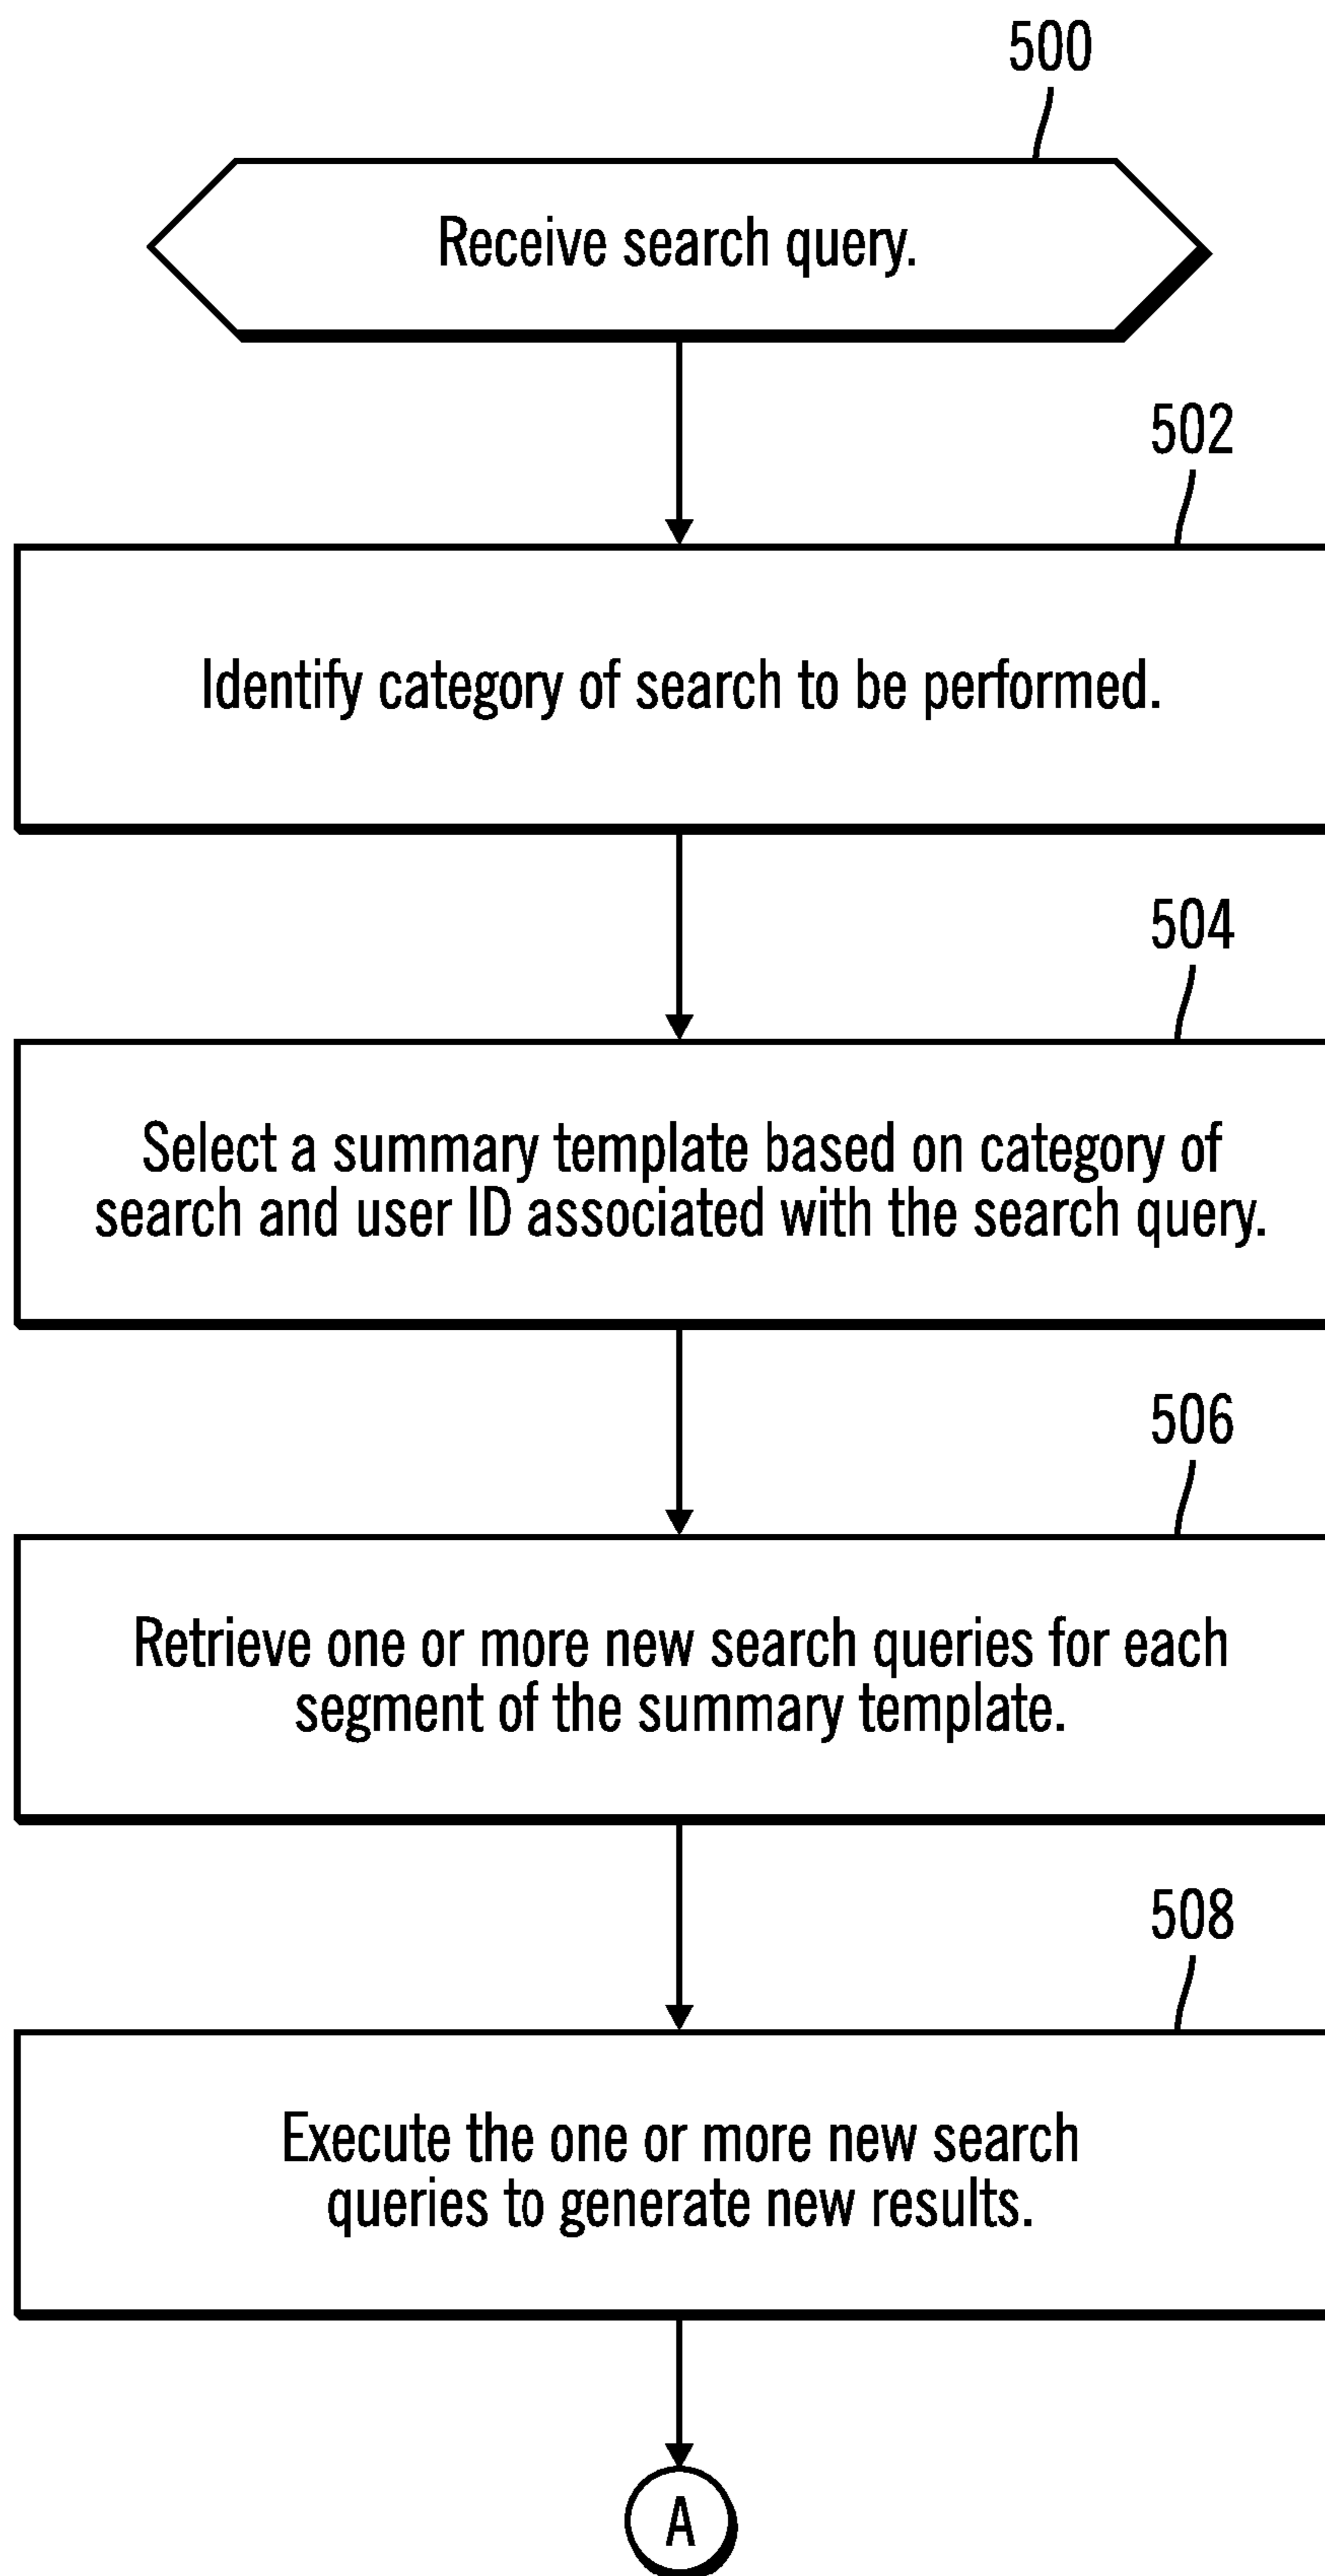 500
Receive search query.
502
Identify category of search to be performed.
504
Select a summary template based on category of
search and user ID associated with the search query.
506
Retrieve one or more new search queries for each
segment of the summary template.
508
Execute the one or more new search
queries to generate new results.
A